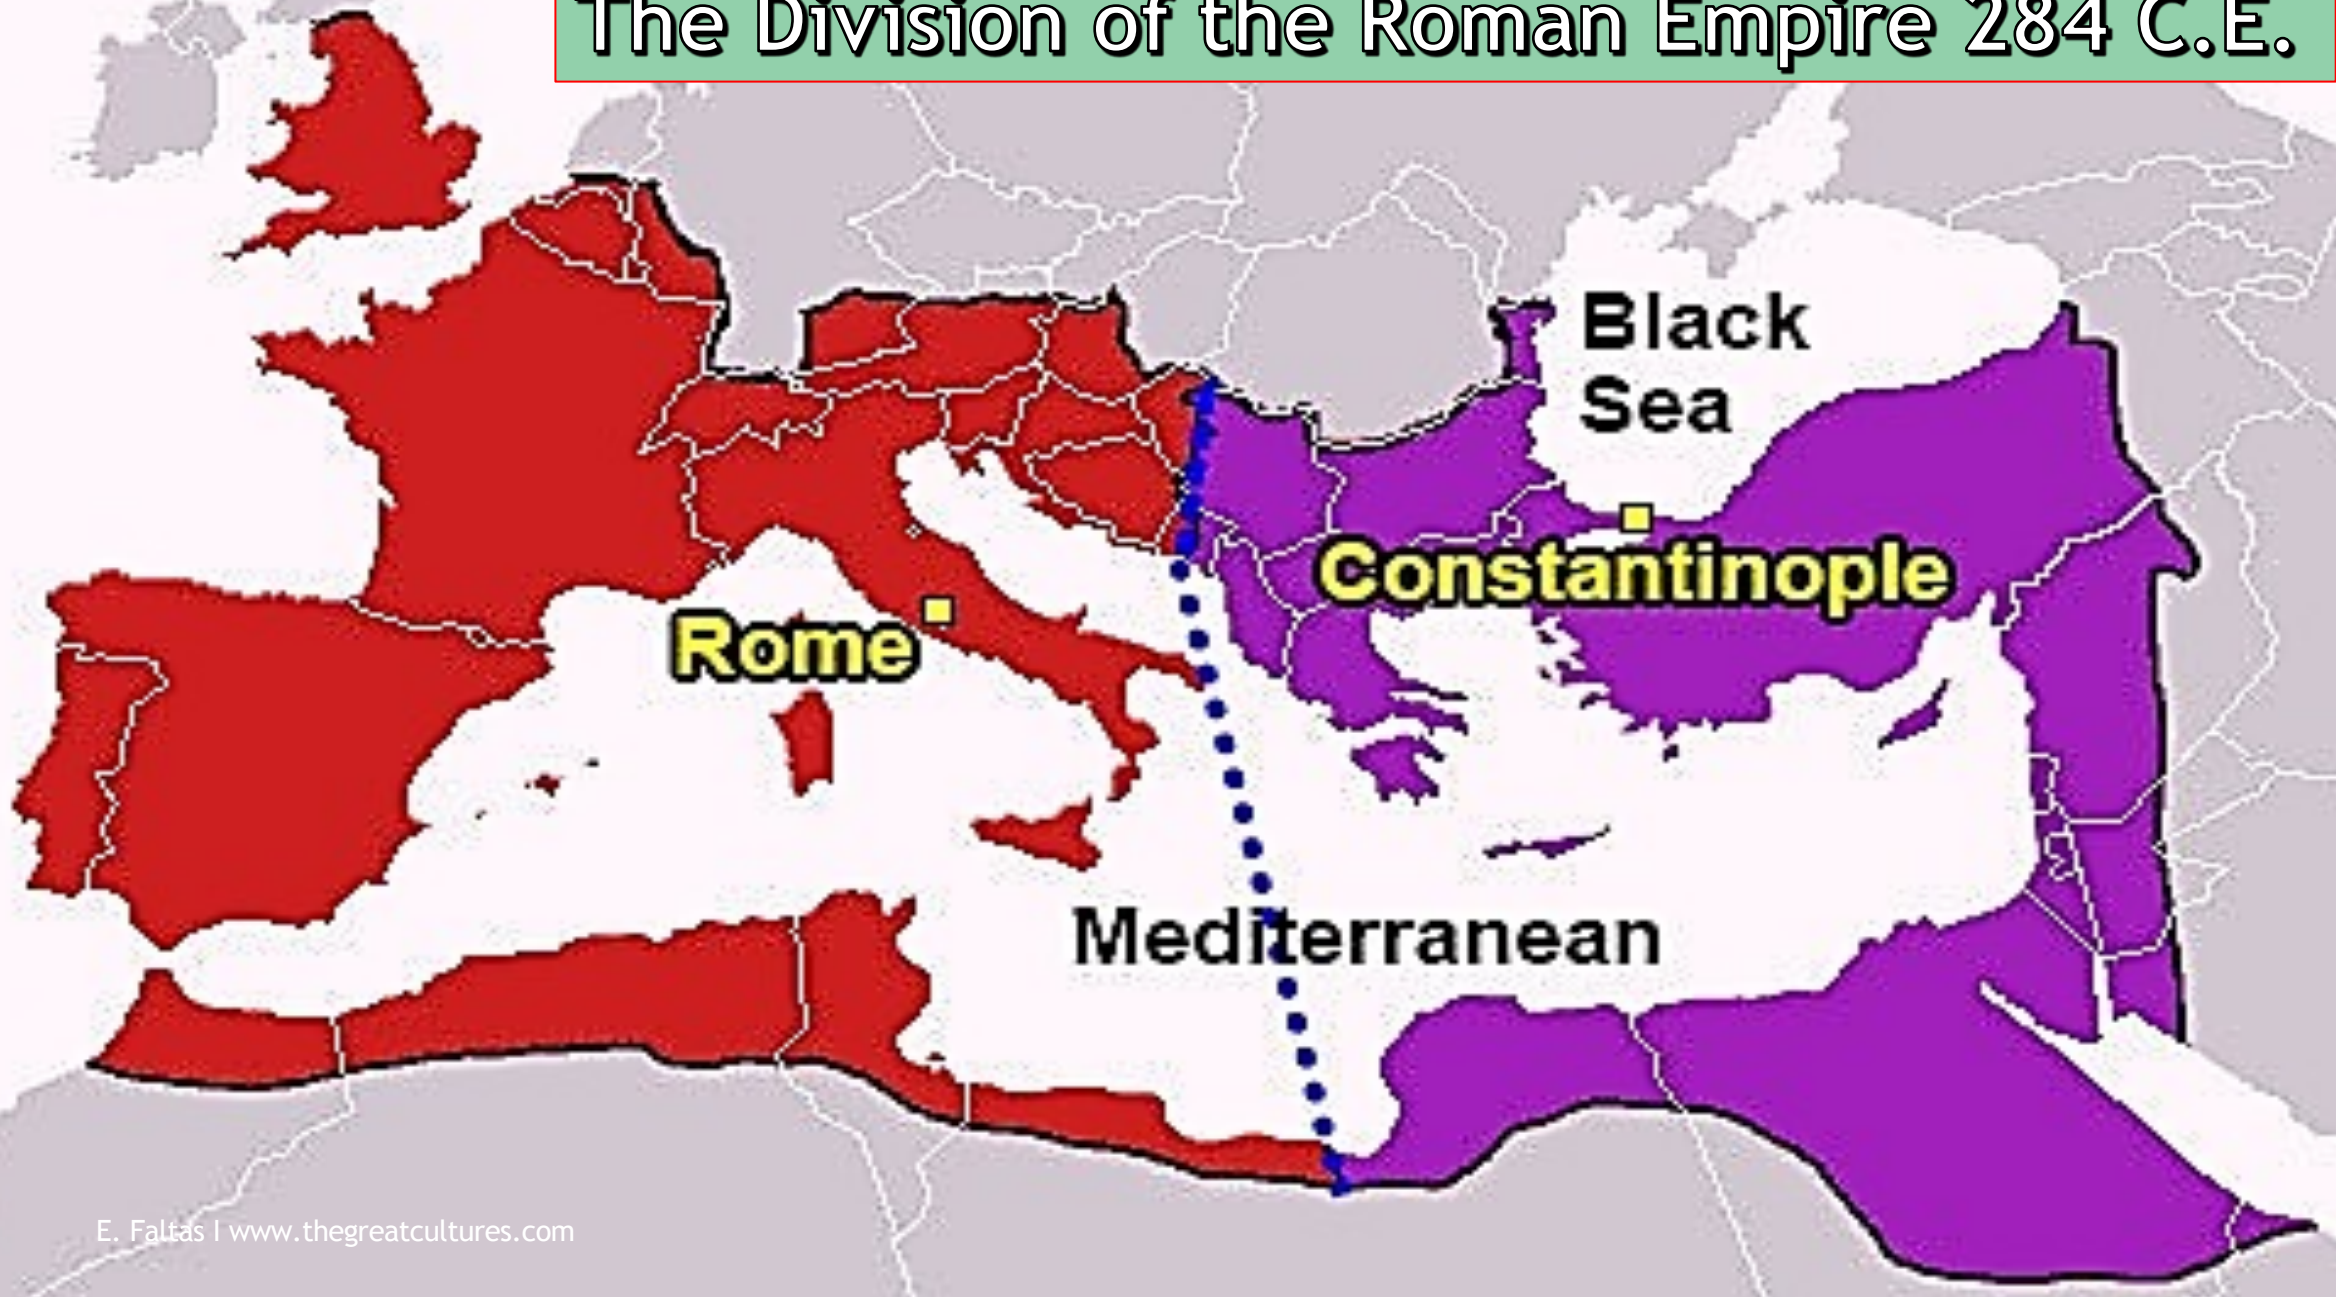 The Division of the Roman Empire 284 C.E.
Black
Sea
Constantinople
Rome
Mediterranean
E. Faltas | www.thegreatcultures.com